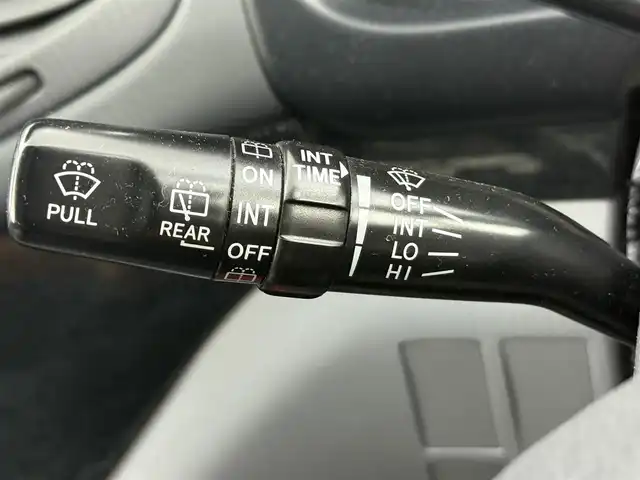 PULL
REAR
ON
INT
OFF
INT
TIME
OFF
INT
LO
HI